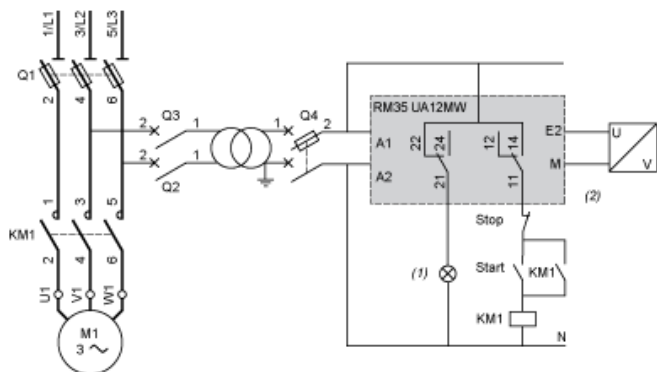 1/L1
3/L2
5/L3
Q1
2
4
6
Q3
2
1
2
1
Q2
Q4
1
2
RM35 UA12MW
A1
A2
22
24
21
12
14
11
E2
M
U
V
(2)
Stop
Start
KM1
(1)
KM1
N
1
3
5
KM1
2
4
6
U1
V1
W1
M1
3